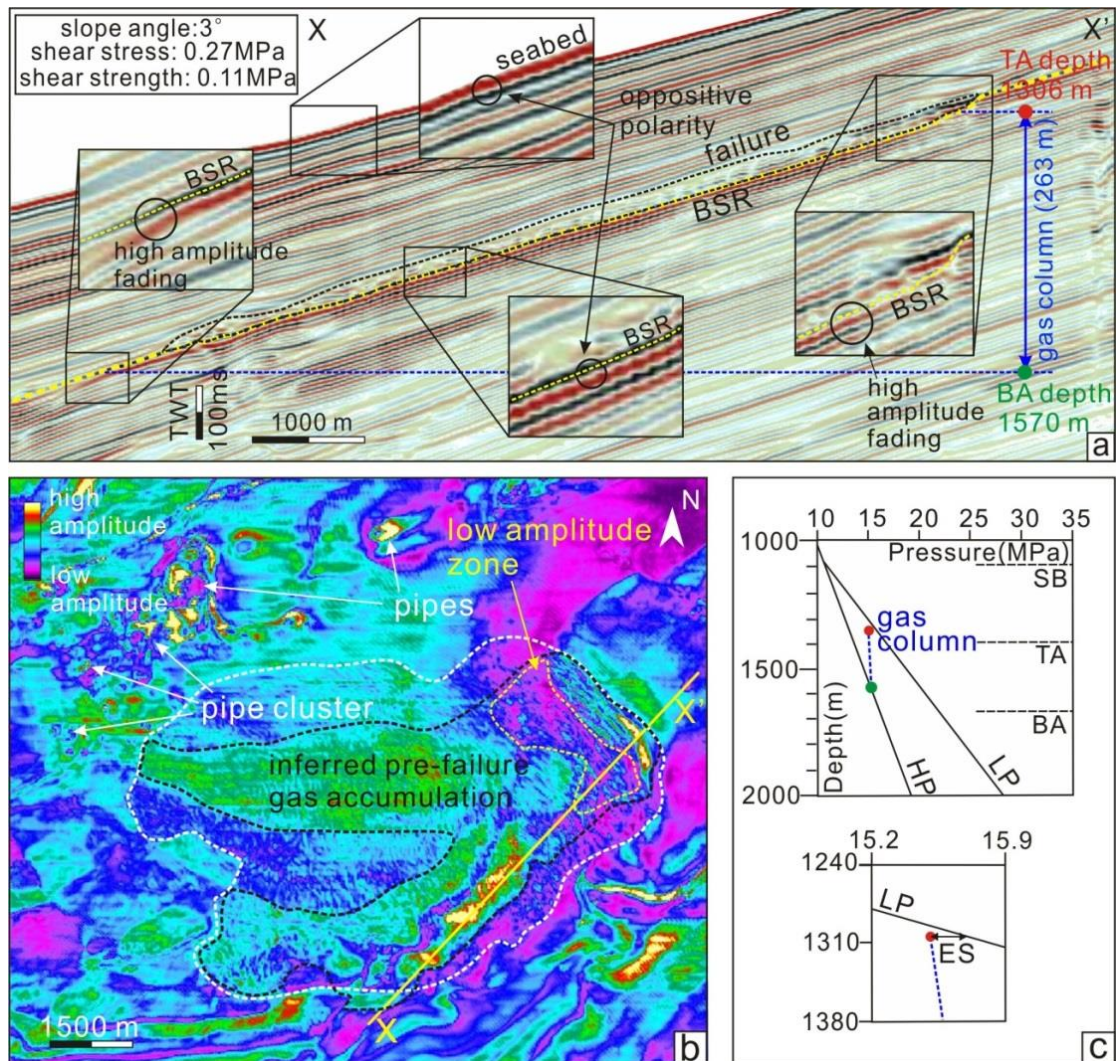 slope angle:3°
shear stress: 0.27MPa
shear strength: 0.11MPa
X
X'
seabed
TA depth
1306 m
oppositive
polarity
failure
BSR
high amplitude
fading
BSR
gas column (263 m)
BSR
BSR
high
amplitude
fading
BA depth
1570 m
TWT
100ms
1000 m
a
high
amplitude
low
amplitude
N
low amplitude
zone
pipes
pipe cluster
inferred pre-failure
gas accumulation
X'
X
1500 m
b
10 15 20 25 30 35
Pressure(MPa)
1000
SB
gas
column
TA
1500
BA
Depth(m)
HP
LP
2000
15.2 15.9
1240
LP
1310
ES
1380
c